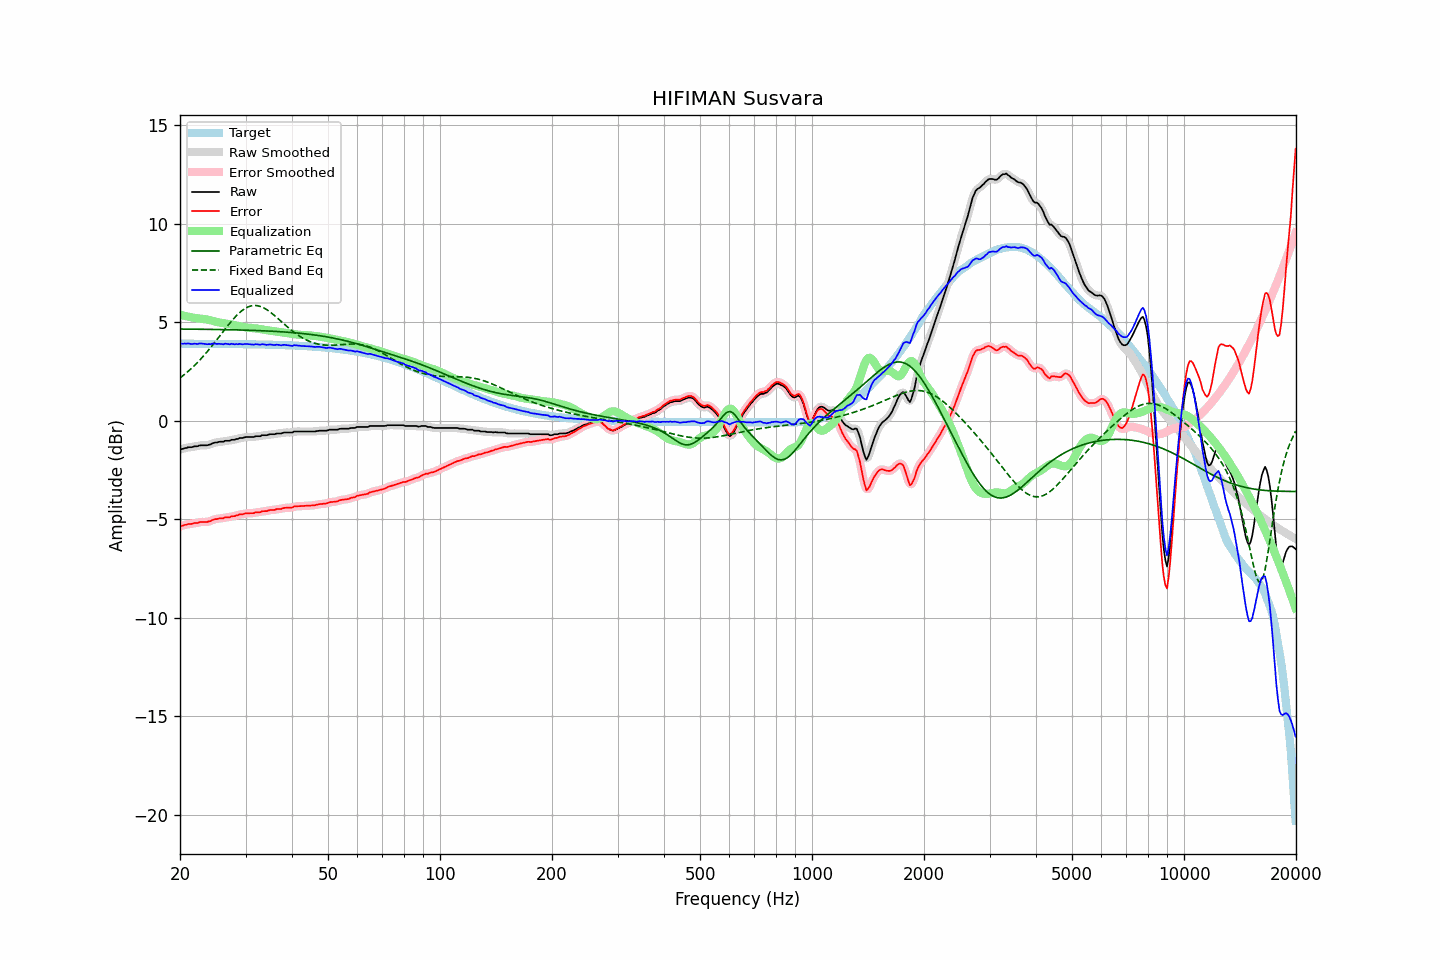 HIFIMAN Susvara
Target
Raw Smoothed
Error Smoothed
Raw
Error
Equalization
Parametric Eq
Fixed Band Eq
Equalized
15
10
5
0
−5
−10
−15
−20
Amplitude (dBr)
20
50
100
200
500
1000
2000
5000
10000
20000
Frequency (Hz)